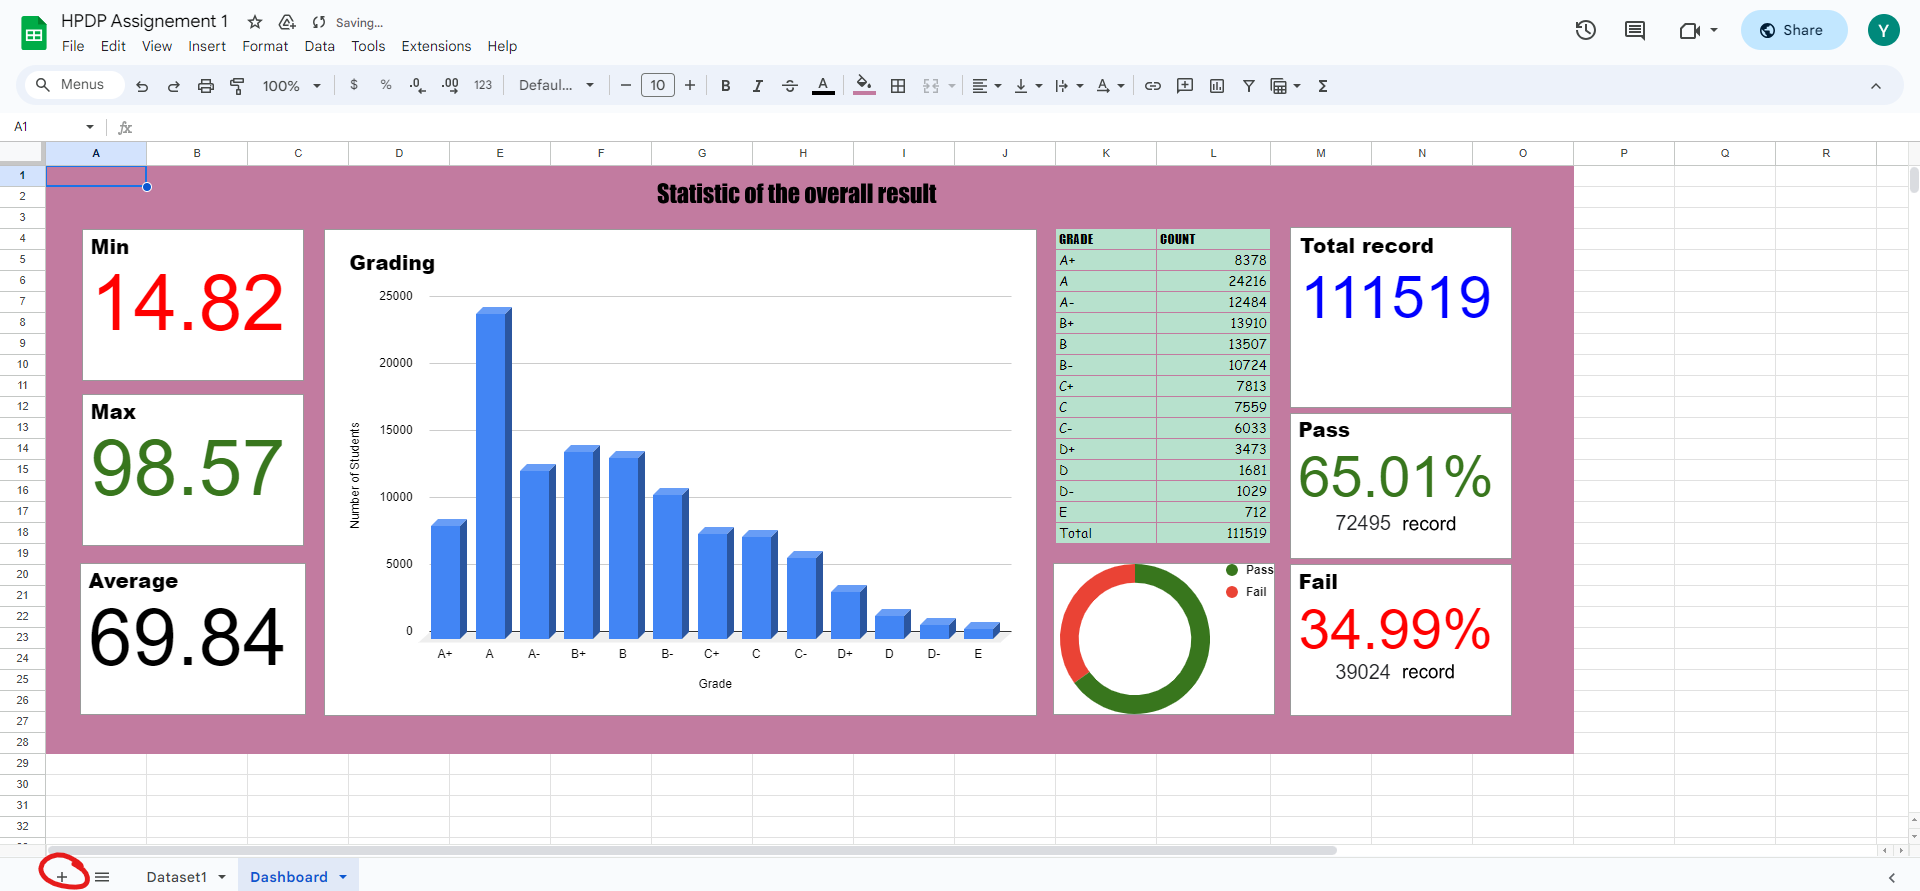 HPDP Assignement 1
Saving...
File Edit View Insert Format Data Tools Extensions Help
Share
Y
Menus
100%
$ % .0 .00 123
Defaul...
10
B I A
A
Σ
A1
fx
A B C D E F G H I J K L M N O P Q R
1
2
3
4
5
6
7
8
9
10
11
12
13
14
15
16
17
18
19
20
21
22
23
24
25
26
27
28
29
30
31
32
Statistic of the overall result
Min
14.82
Max
98.57
Average
69.84
Grading
Number of Students
25000
20000
15000
10000
5000
0
A+ A A- B+ B B- C+ C C- D+ D D- E
Grade
GRADE COUNT
A+ 8378
A 24216
A- 12484
B+ 13910
B 13507
B- 10724
C+ 7813
C 7559
C- 6033
D+ 3473
D 1681
D- 1029
E 712
Total 111519
Pass
Fail
Total record
111519
Pass
65.01%
72495 record
Fail
34.99%
39024 record
Dataset1
Dashboard